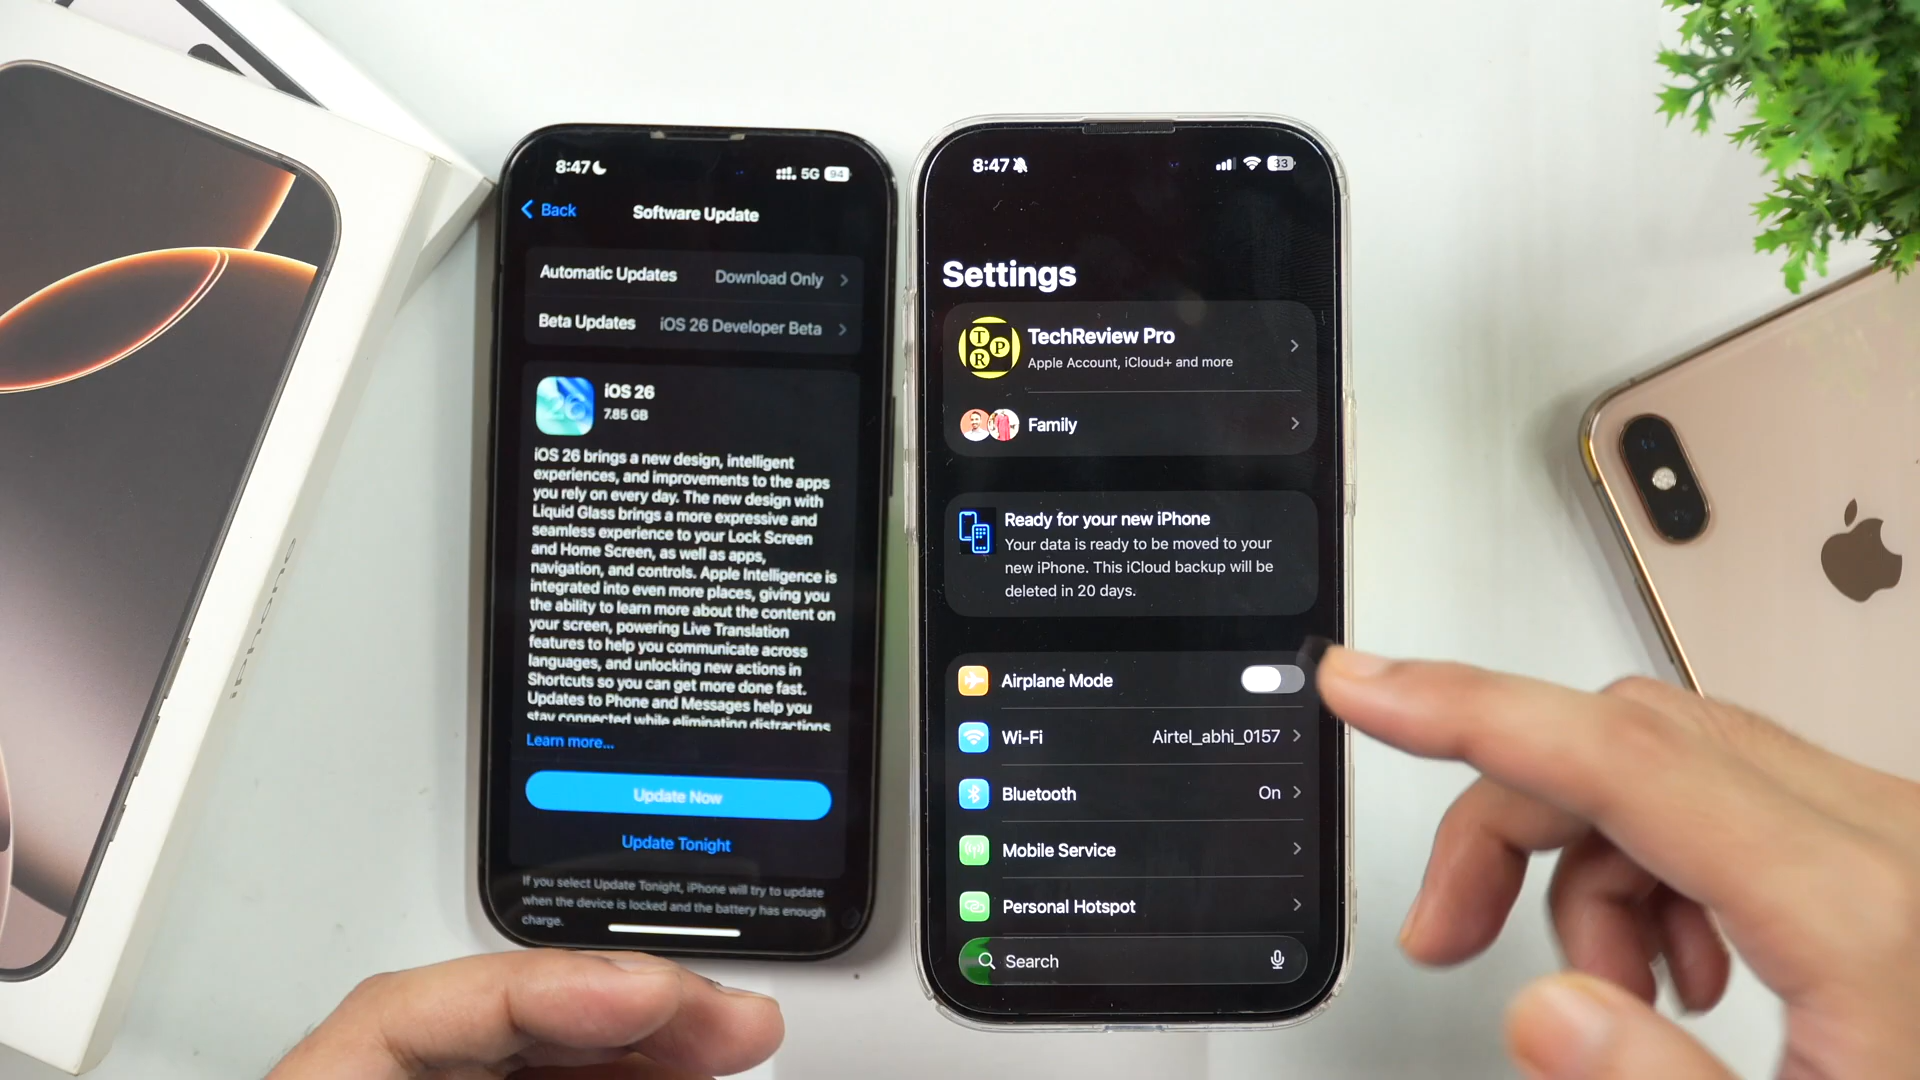 iPhone
8:47
5G 94
Back
Software Update
Automatic Updates Download Only
Beta Updates iOS 26 Developer Beta
26
iOS 26
7.85 GB
iOS 26 brings a new design, intelligent
experiences, and improvements to the apps
you rely on every day. The new design with
Liquid Glass brings a more expressive and
seamless experience to your Lock Screen
and Home Screen, as well as apps,
navigation, and controls. Apple Intelligence is
integrated into even more places, giving you
the ability to learn more about the content on
your screen, powering Live Translation
features to help you communicate across
languages, and unlocking new actions in
Shortcuts so you can get more done fast.
Updates to Phone and Messages help you
stay connected while eliminating distractions
Learn more...
Update Now
Update Tonight
If you select Update Tonight, iPhone will try to update
when the device is locked and the battery has enough
charge.
8:47
33
Settings
T
R P
TechReview Pro
Apple Account, iCloud+ and more
Family
Ready for your new iPhone
Your data is ready to be moved to your
new iPhone. This iCloud backup will be
deleted in 20 days.
Airplane Mode
Wi-Fi Airtel_abhi_0157
Bluetooth On
Mobile Service
Personal Hotspot
Search